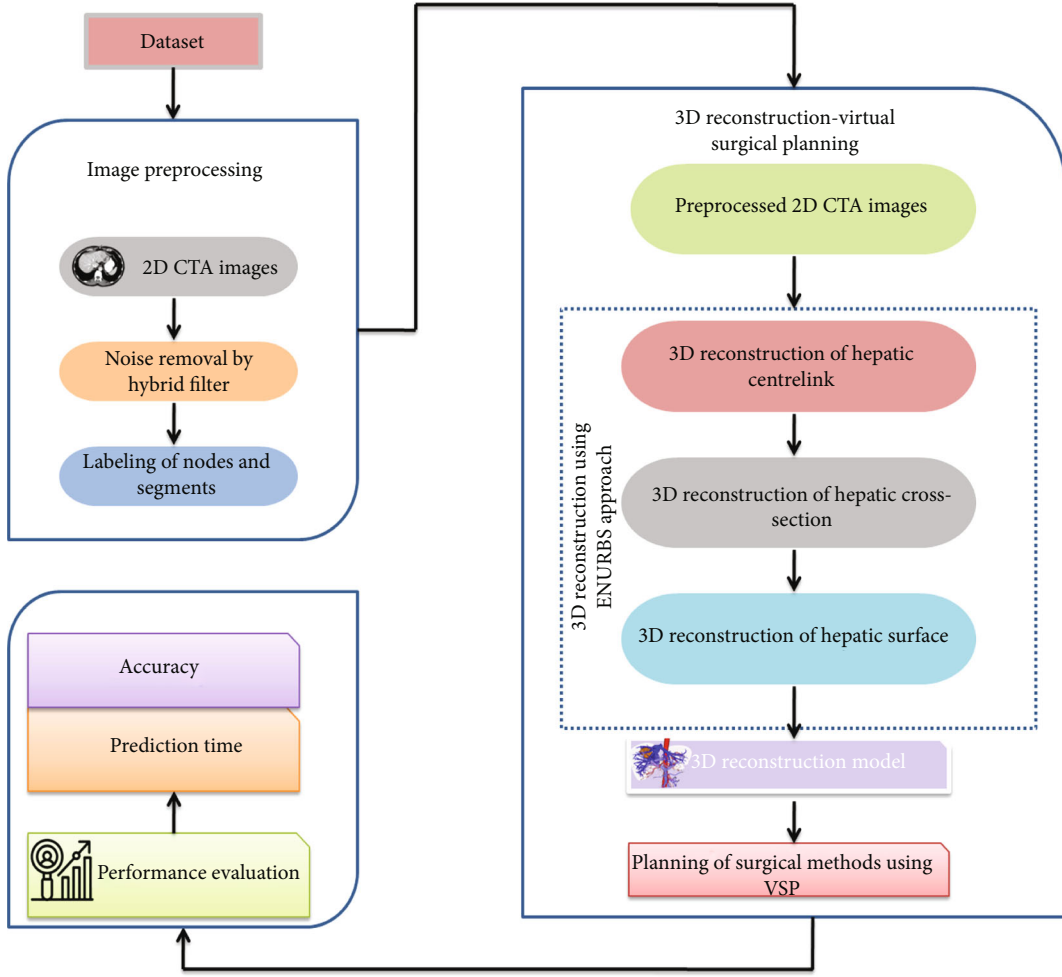 Dataset
Image preprocessing
2D CTA images
Noise removal by
hybrid filter
Labeling of nodes and
segments
3D reconstruction-virtual
surgical planning
Preprocessed 2D CTA images
3D reconstruction using
ENURBS approach
3D reconstruction of hepatic
centrelink
3D reconstruction of hepatic cross-
section
3D reconstruction of hepatic surface
3D reconstruction model
Planning of surgical methods using
VSP
Accuracy
Prediction time
Performance evaluation